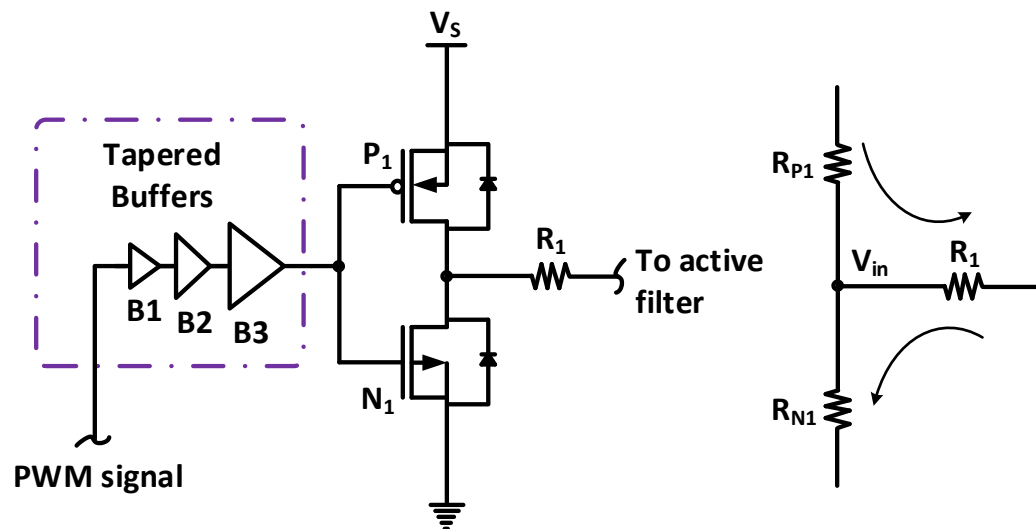 V_S
Tapered
Buffers
P_1
B1
B2
B3
R_1
To active
filter
N_1
PWM signal
R_P1
V_in
R_1
R_N1